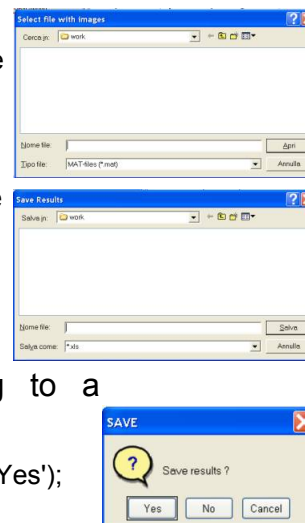 Select file with images
Cerca in: work
e
Nome file:
Apri
Tipo file: MAT-files (*.mat)
Annulla
e
Save Results
Salva in: work
Nome file:
Salva
Salva come: *.xls
Annulla
g to a
SAVE
Save results ?
'Yes');
Yes No Cancel